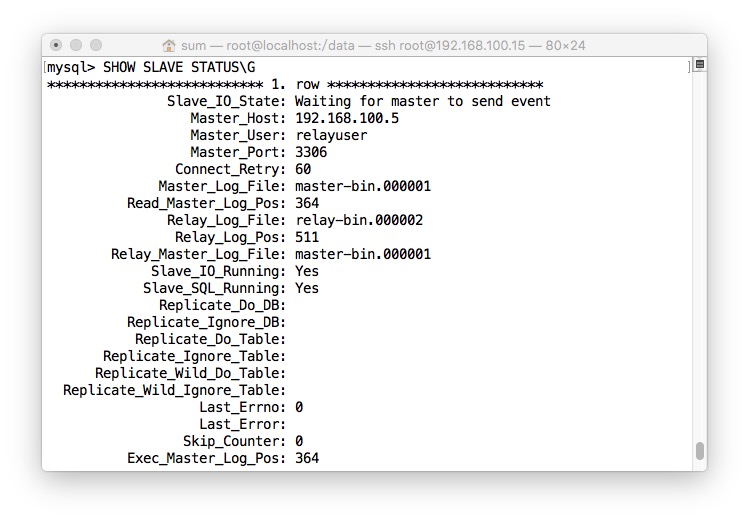 sum — root@localhost:/data — ssh root@192.168.100.15 — 80×24
[mysql> SHOW SLAVE STATUS\G ]
*************************** 1. row ***************************
Slave_IO_State: Waiting for master to send event
Master_Host: 192.168.100.5
Master_User: relayuser
Master_Port: 3306
Connect_Retry: 60
Master_Log_File: master-bin.000001
Read_Master_Log_Pos: 364
Relay_Log_File: relay-bin.000002
Relay_Log_Pos: 511
Relay_Master_Log_File: master-bin.000001
Slave_IO_Running: Yes
Slave_SQL_Running: Yes
Replicate_Do_DB:
Replicate_Ignore_DB:
Replicate_Do_Table:
Replicate_Ignore_Table:
Replicate_Wild_Do_Table:
Replicate_Wild_Ignore_Table:
Last_Errno: 0
Last_Error:
Skip_Counter: 0
Exec_Master_Log_Pos: 364